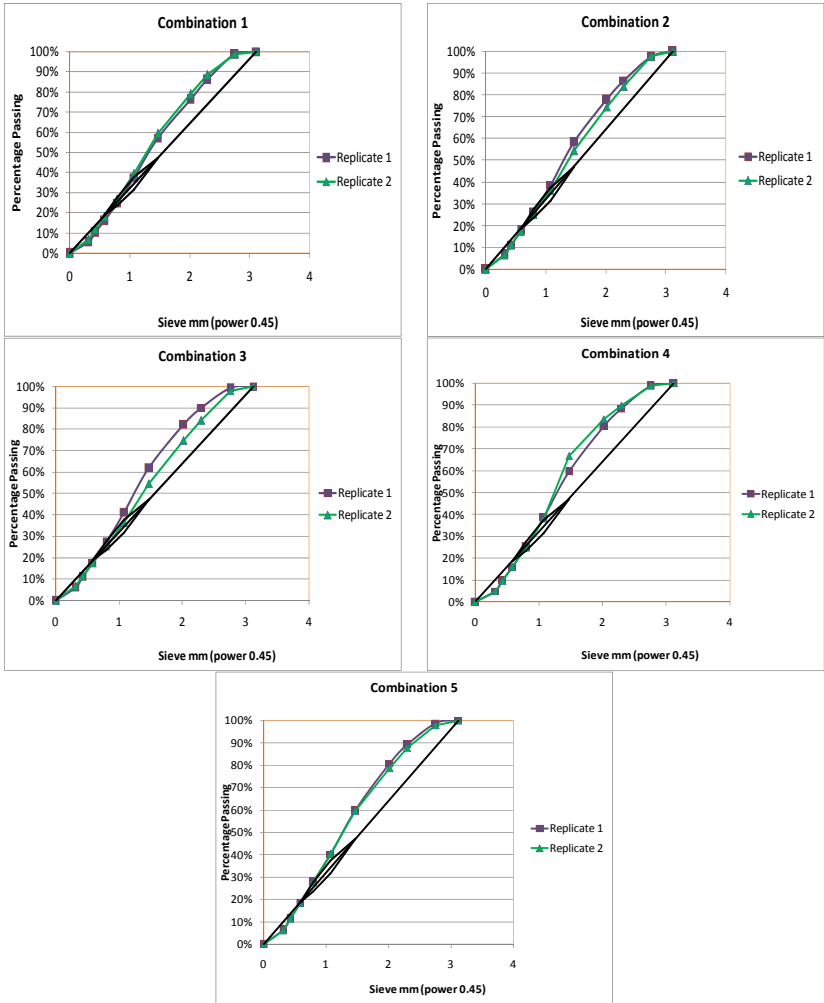 Combination 1
100%
90%
80%
70%
60%
50%
40%
30%
20%
10%
0%
Percentage Passing
0 1 2 3 4
Sieve mm (power 0.45)
Replicate 1
Replicate 2
Combination 2
100%
90%
80%
70%
60%
50%
40%
30%
20%
10%
0%
Percentage Passing
0 1 2 3 4
Sieve mm (power 0.45)
Replicate 1
Replicate 2
Combination 3
100%
90%
80%
70%
60%
50%
40%
30%
20%
10%
0%
Percentage Passing
0 1 2 3 4
Sieve mm (power 0.45)
Replicate 1
Replicate 2
Combination 4
100%
90%
80%
70%
60%
50%
40%
30%
20%
10%
0%
Percentage Passing
0 1 2 3 4
Sieve mm (power 0.45)
Replicate 1
Replicate 2
Combination 5
100%
90%
80%
70%
60%
50%
40%
30%
20%
10%
0%
Percentage Passing
0 1 2 3 4
Sieve mm (power 0.45)
Replicate 1
Replicate 2